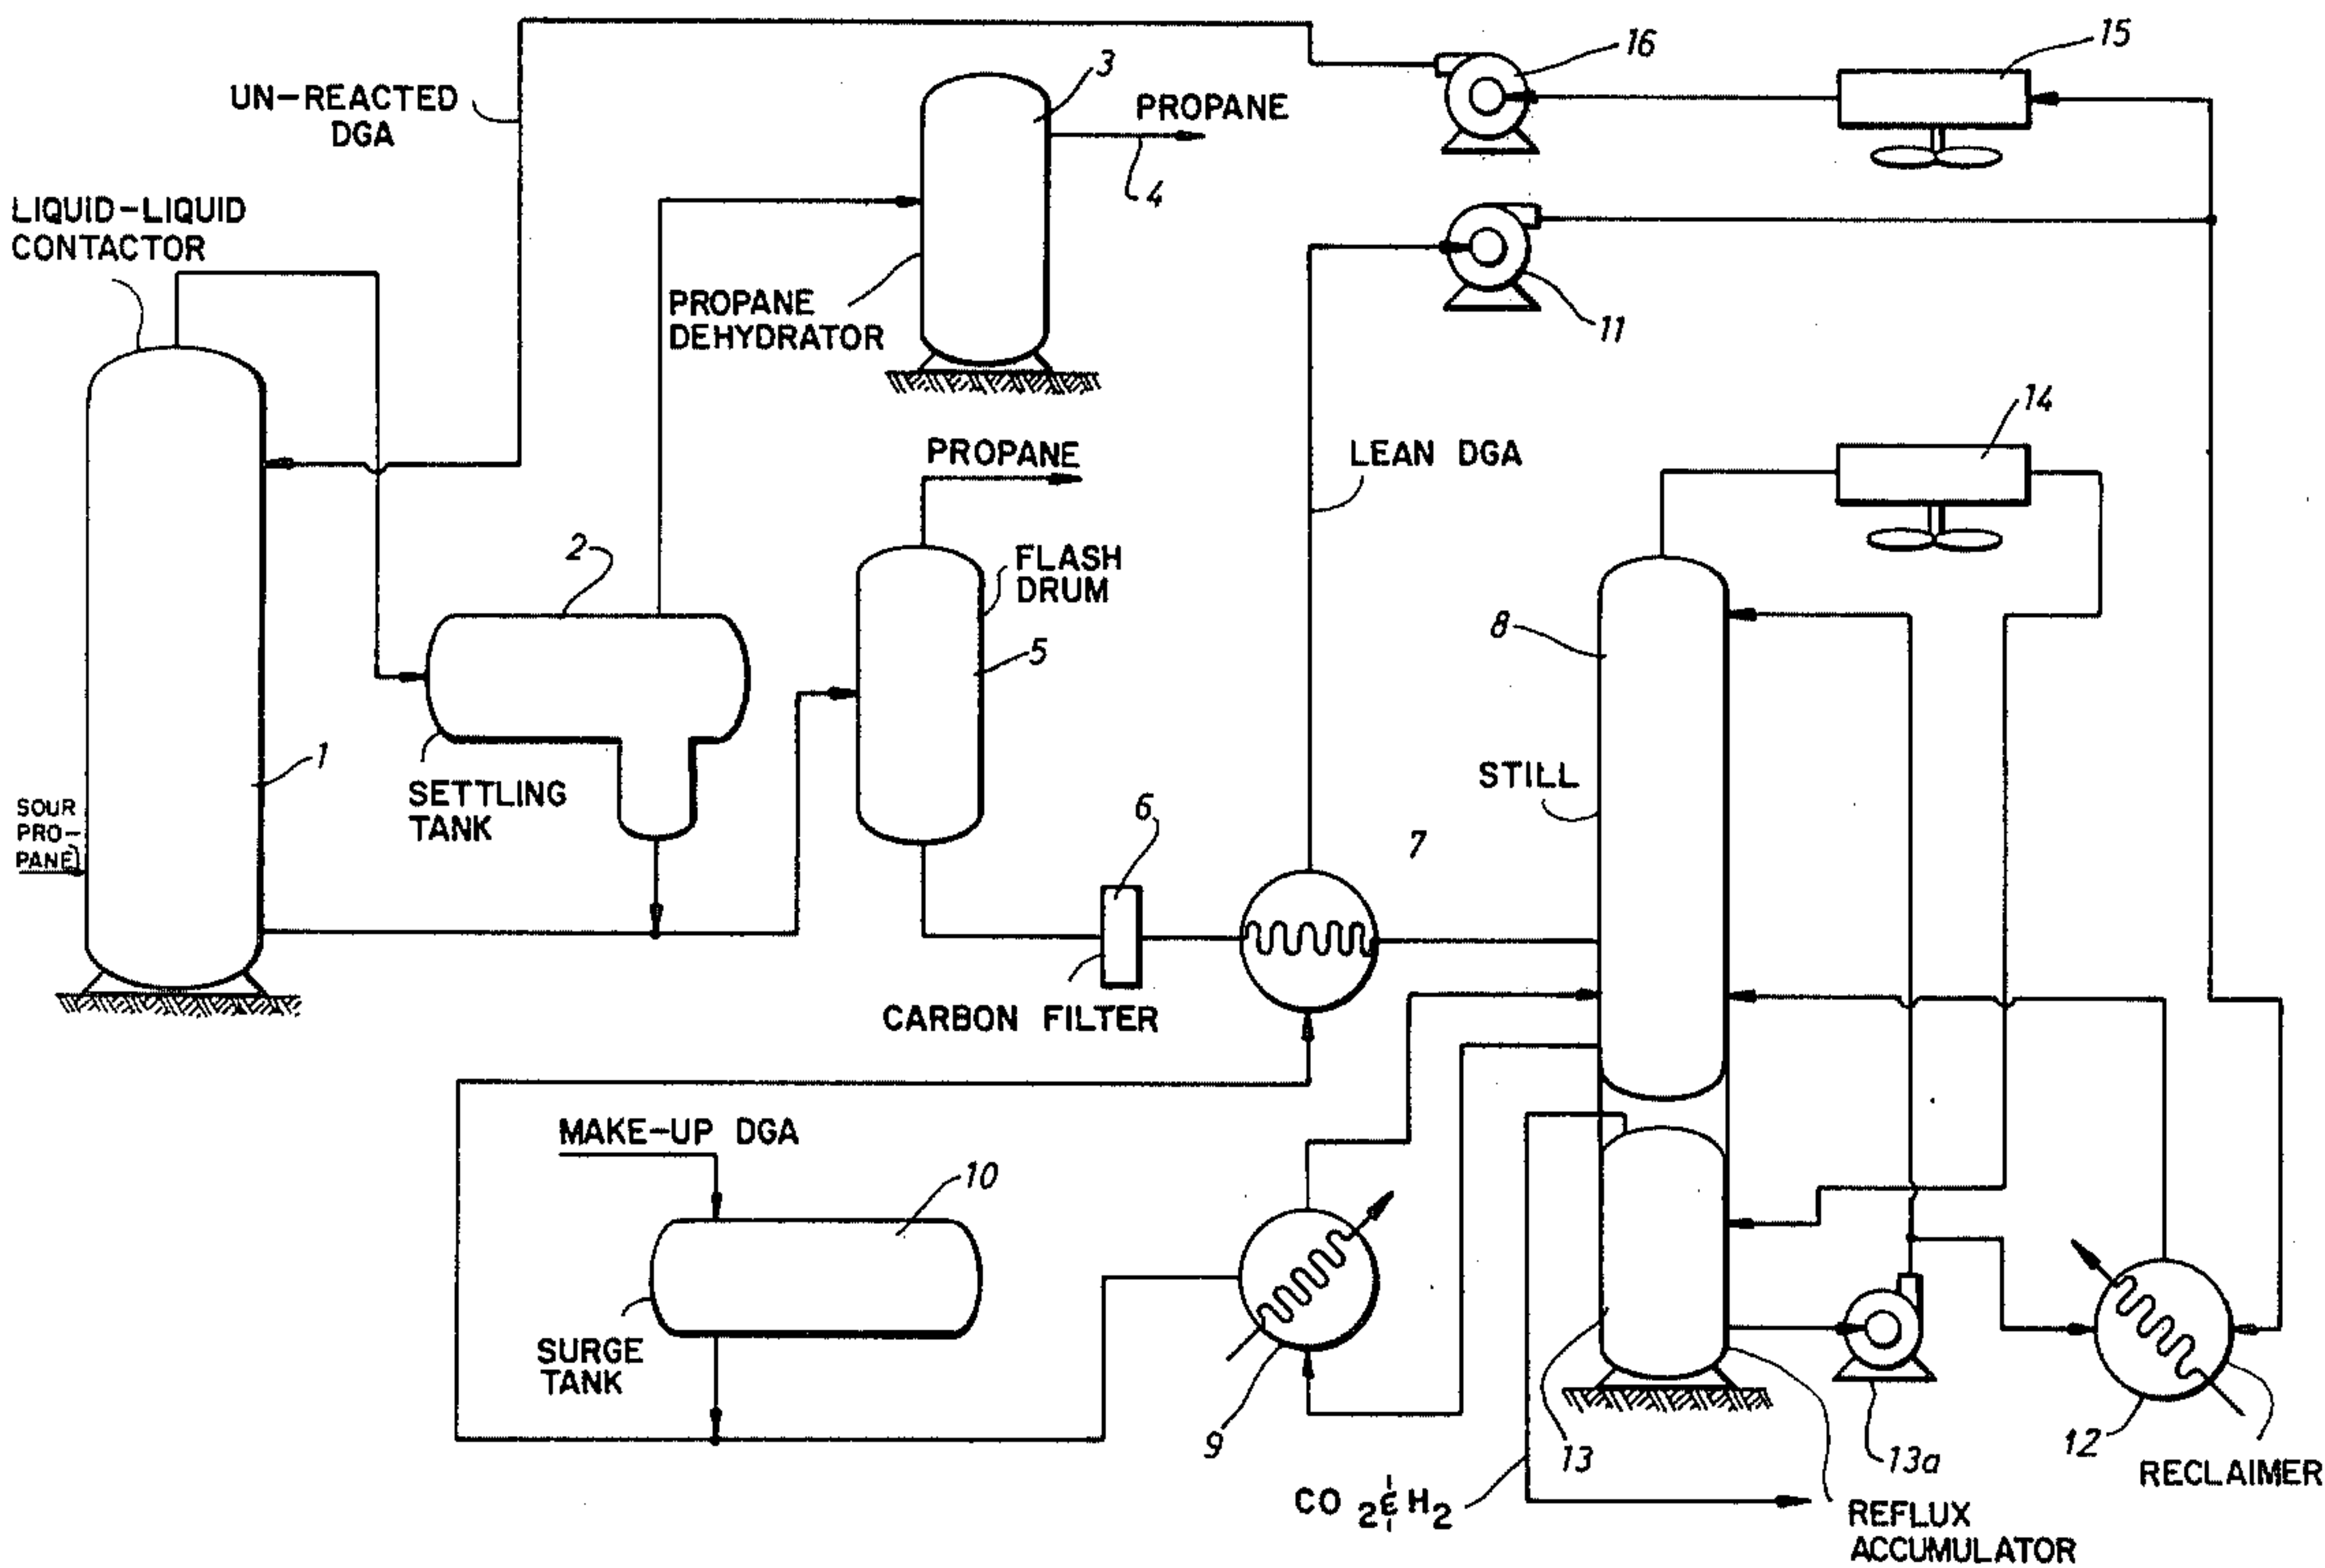 16
15
3
UN-REACTED
DGA
PROPANE
4
LIQUID-LIQUID
CONTACTOR
PROPANE
DEHYDRATOR
11
14
PROPANE
LEAN DGA
2
FLASH
DRUM
8
5
1
STILL
SETTLING
TANK
SOUR
PRO-
PANE
6
7
CARBON FILTER
MAKE-UP DGA
10
SURGE
TANK
9
13
13a
12
RECLAIMER
CO2 & H2
REFLUX
ACCUMULATOR